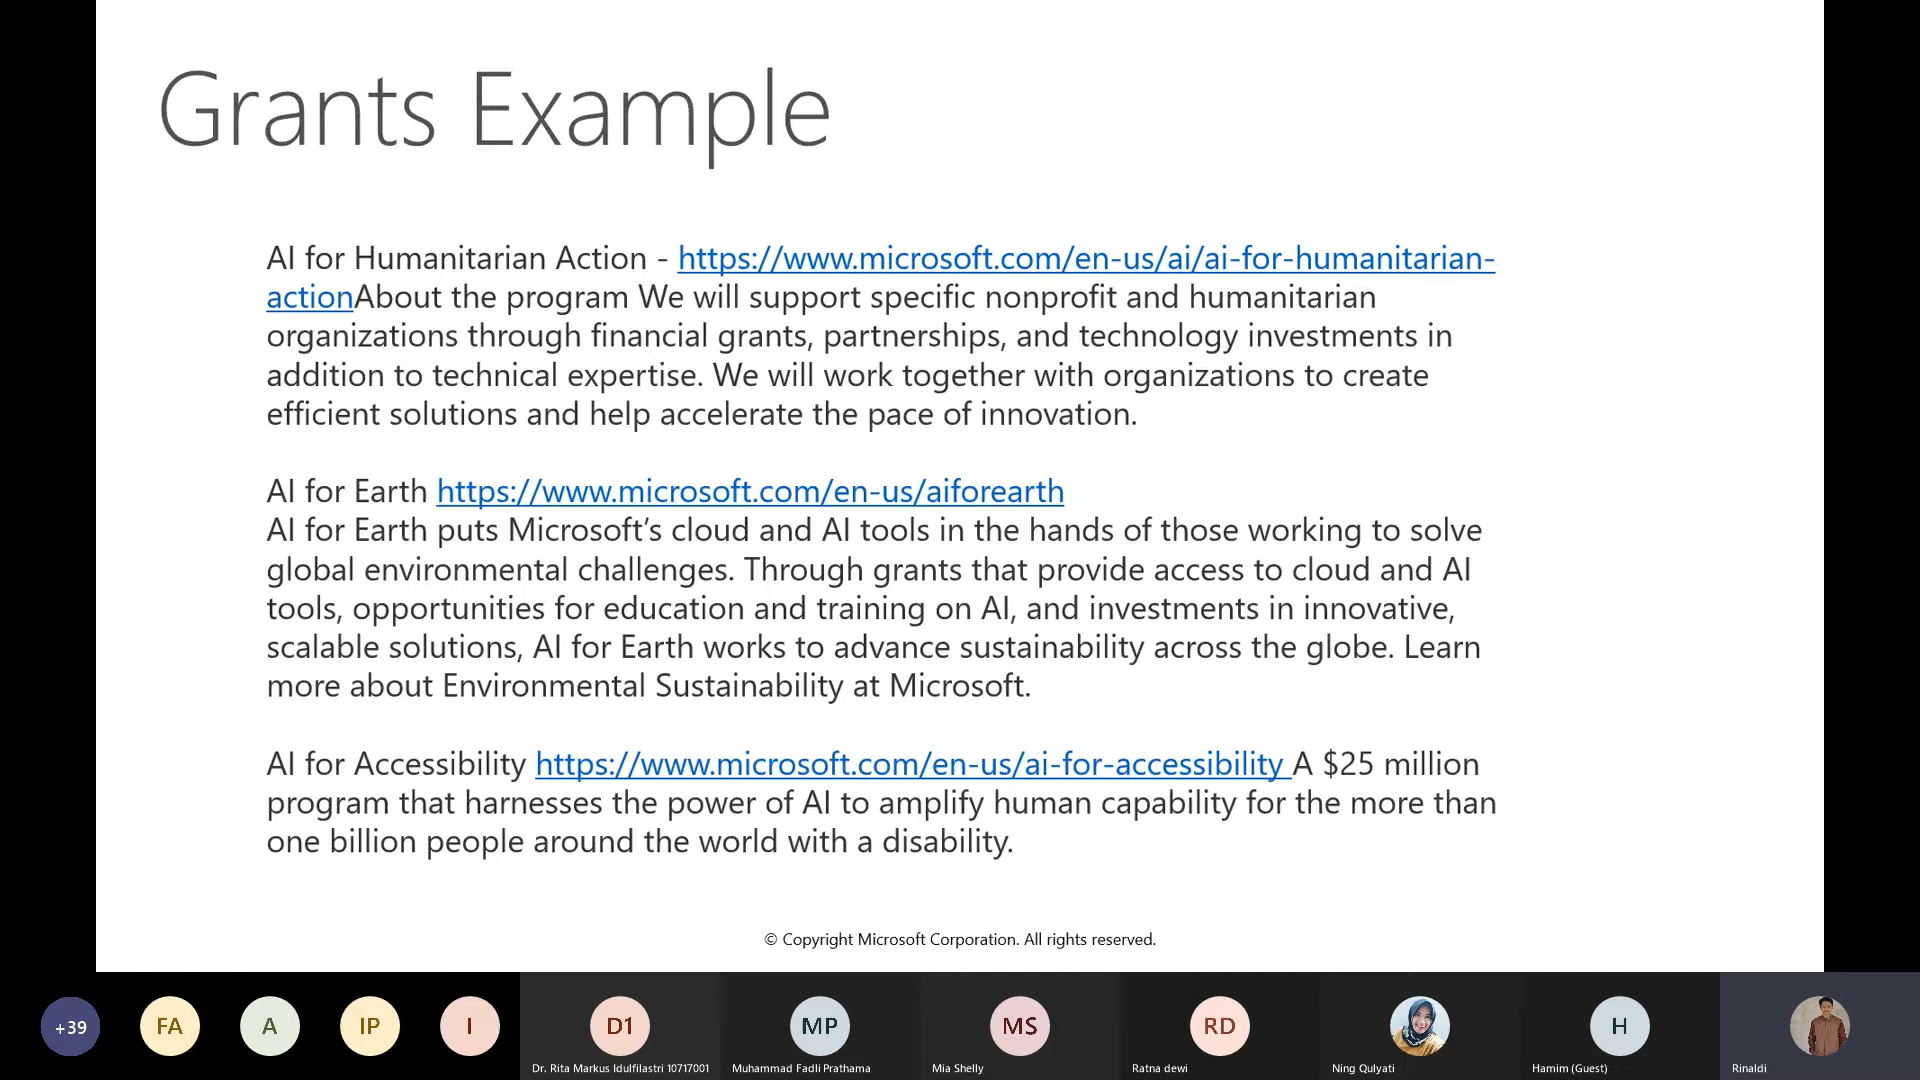 Grants Example
AI for Humanitarian Action - https://www.microsoft.com/en-us/ai/ai-for-humanitarian-
actionAbout the program We will support specific nonprofit and humanitarian
organizations through financial grants, partnerships, and technology investments in
addition to technical expertise. We will work together with organizations to create
efficient solutions and help accelerate the pace of innovation.
AI for Earth https://www.microsoft.com/en-us/aiforearth
AI for Earth puts Microsoft's cloud and AI tools in the hands of those working to solve
global environmental challenges. Through grants that provide access to cloud and AI
tools, opportunities for education and training on AI, and investments in innovative,
scalable solutions, AI for Earth works to advance sustainability across the globe. Learn
more about Environmental Sustainability at Microsoft.
AI for Accessibility https://www.microsoft.com/en-us/ai-for-accessibility A $25 million
program that harnesses the power of AI to amplify human capability for the more than
one billion people around the world with a disability.
© Copyright Microsoft Corporation. All rights reserved.
+39 FA A IP I D1 MP MS RD H
Dr. Rita Markus Idulfilastri 10717001 Muhammad Fadli Prathama Mia Shelly Ratna dewi Ning Qulyati Hamim (Guest) Rinaldi